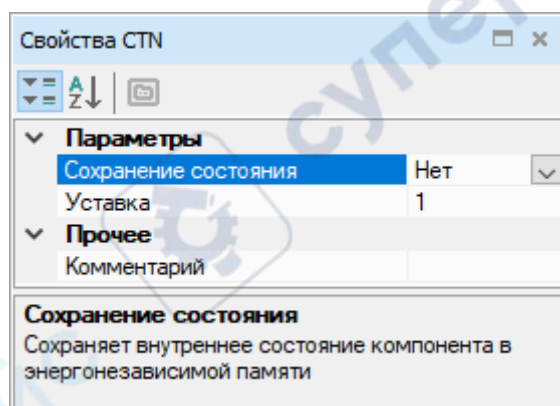 Свойства CTN
Параметры
Сохранение состояния Нет
Уставка 1
Прочее
Комментарий
Сохранение состояния
Сохраняет внутреннее состояние компонента в
энергонезависимой памяти